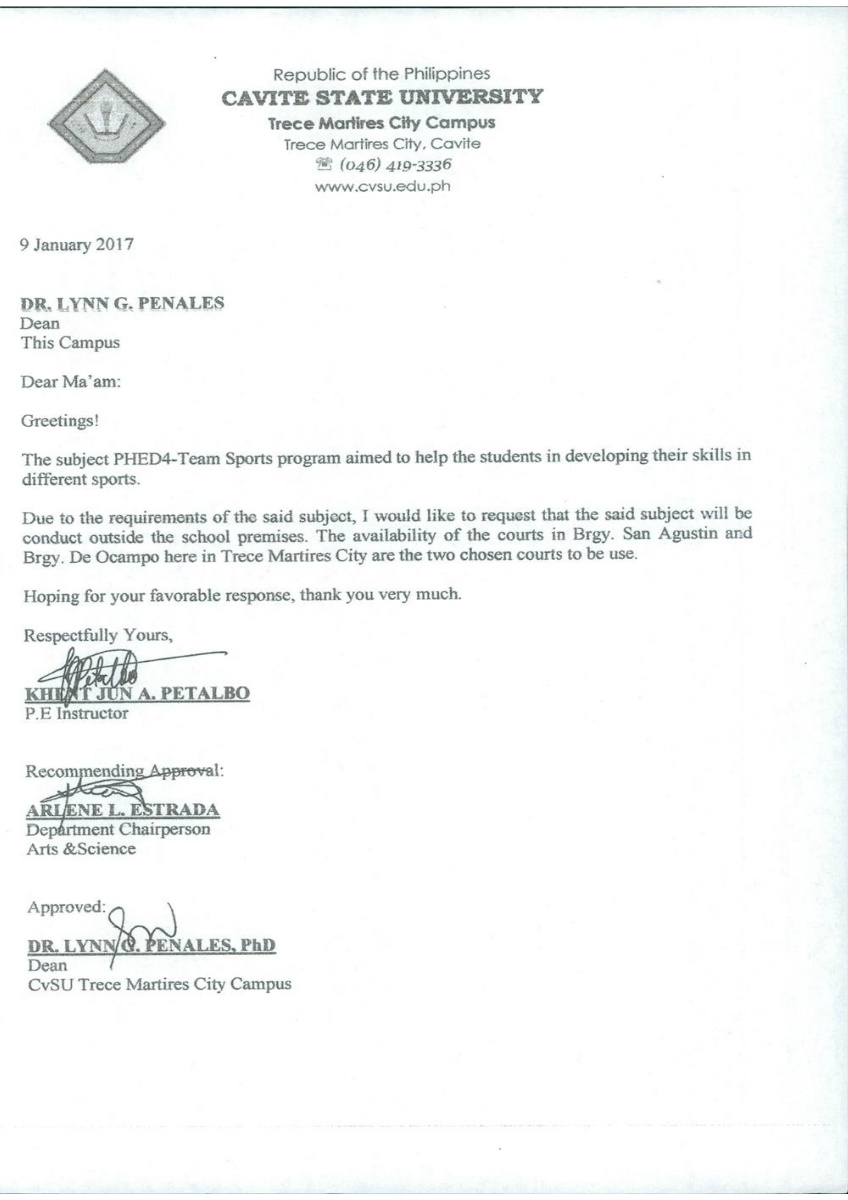 Republic of the Philippines
CAVITE STATE UNIVERSITY
Trece Martires City Campus
Trece Martires City, Cavite
☏ (046) 419-3336
www.cvsu.edu.ph
9 January 2017
DR. LYNN G. PENALES
Dean
This Campus
Dear Ma'am:
Greetings!
The subject PHED4-Team Sports program aimed to help the students in developing their skills in
different sports.
Due to the requirements of the said subject, I would like to request that the said subject will be
conduct outside the school premises. The availability of the courts in Brgy. San Agustin and
Brgy. De Ocampo here in Trece Martires City are the two chosen courts to be use.
Hoping for your favorable response, thank you very much.
Respectfully Yours,
KHENT JUN A. PETALBO
P.E Instructor
Recommending Approval:
ARLENE L. ESTRADA
Department Chairperson
Arts &Science
Approved:
DR. LYNN G. PENALES, PhD
Dean
CvSU Trece Martires City Campus